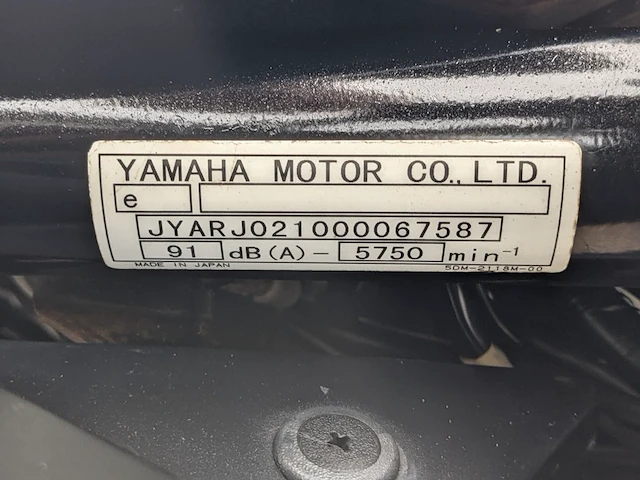 YAMAHA MOTOR CO., LTD.
e
JYARJ021000067587
91 dB (A) - 5750 min⁻¹
MADE IN JAPAN 5DM-2118M-00